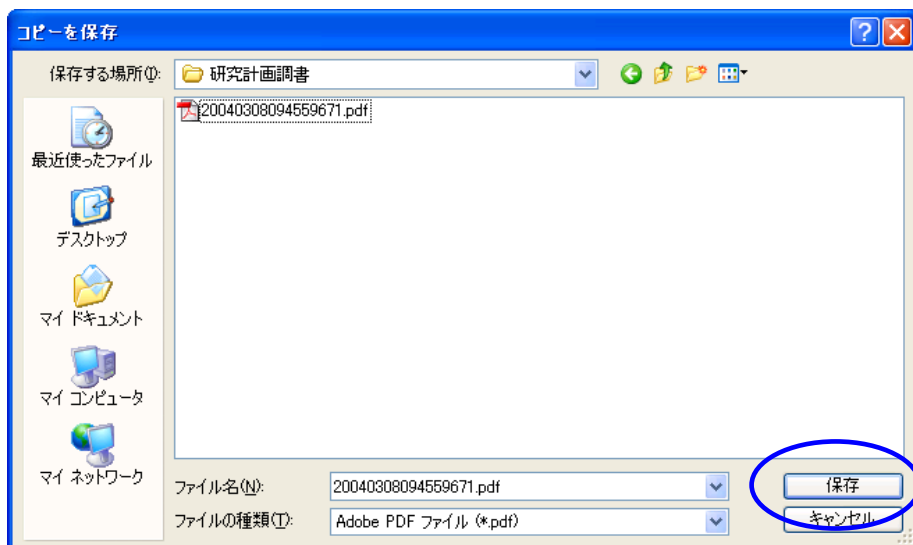 コピーを保存
保存する場所(I):
研究計画調書
20040308094559671.pdf
最近使ったファイル
デスクトップ
マイ ドキュメント
マイ コンピュータ
マイ ネットワーク
ファイル名(N):
20040308094559671.pdf
保存
ファイルの種類(T):
Adobe PDF ファイル (*.pdf)
キャンセル